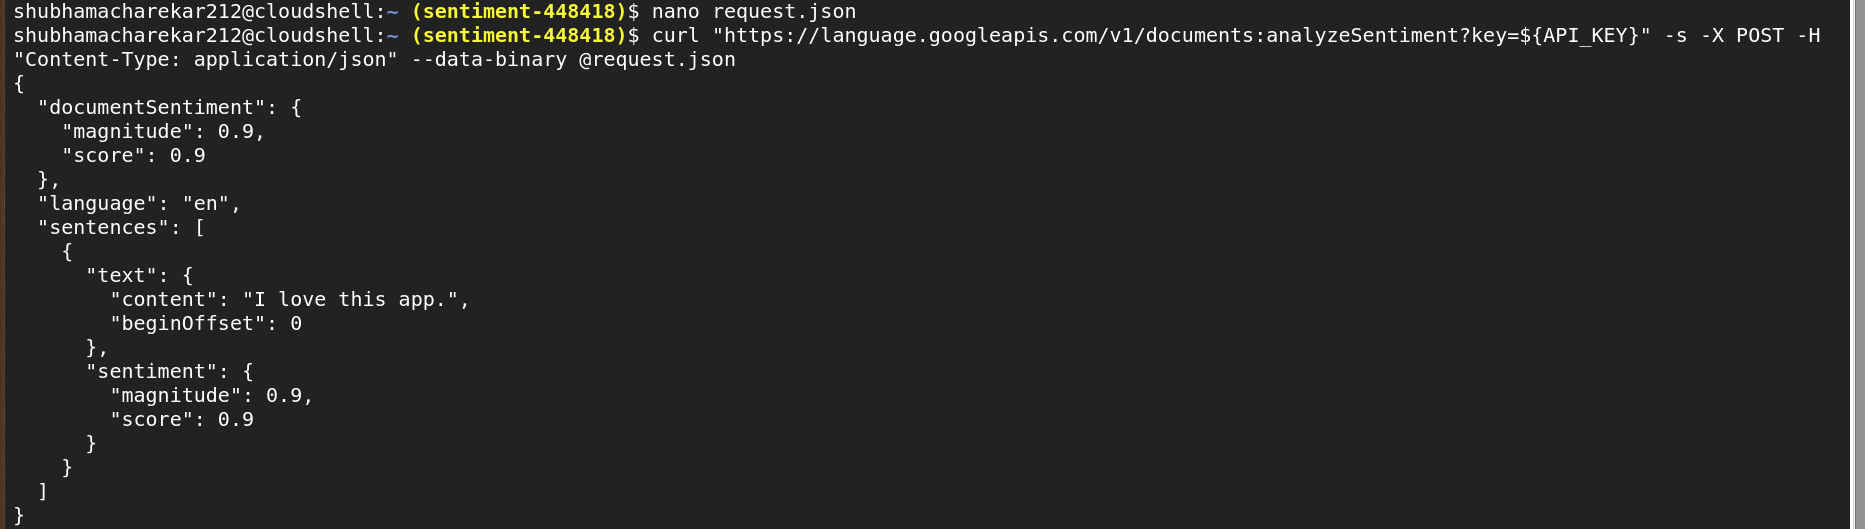 shubhamacharekar212@cloudshell:~ (sentiment-448418)$ nano request.json
shubhamacharekar212@cloudshell:~ (sentiment-448418)$ curl "https://language.googleapis.com/v1/documents:analyzeSentiment?key=${API_KEY}" -s -X POST -H
"Content-Type: application/json" --data-binary @request.json
{
  "documentSentiment": {
    "magnitude": 0.9,
    "score": 0.9
  },
  "language": "en",
  "sentences": [
    {
      "text": {
        "content": "I love this app.",
        "beginOffset": 0
      },
      "sentiment": {
        "magnitude": 0.9,
        "score": 0.9
      }
    }
  ]
}